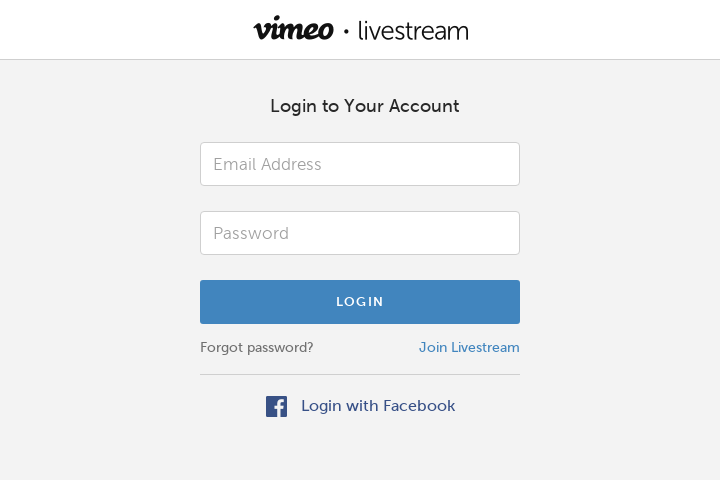 vimeo • livestream
Login to Your Account
Email Address
Password
LOGIN
Forgot password?
Join Livestream
Login with Facebook